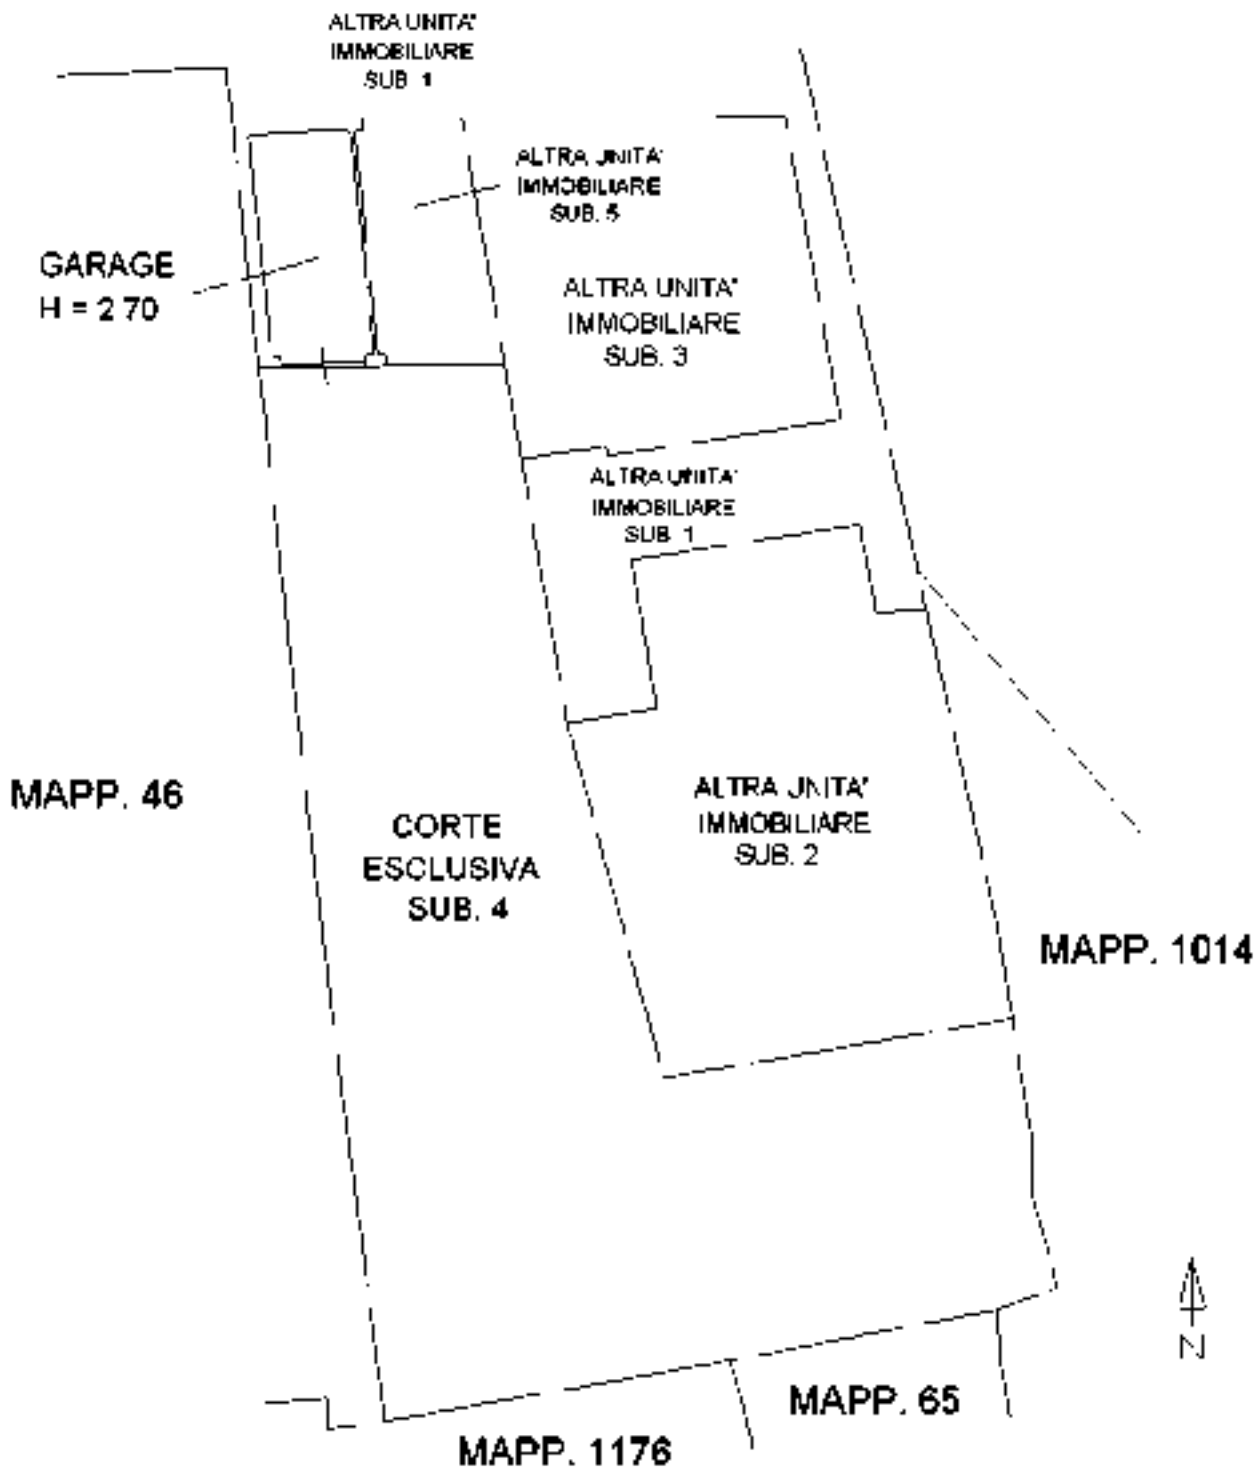 ALTRA UNITA'
IMMOBILIARE
SUB. 1
ALTRA UNITA'
IMMOBILIARE
SUB. 5
GARAGE
H = 2.70
ALTRA UNITA'
IMMOBILIARE
SUB. 3
ALTRA UNITA'
IMMOBILIARE
SUB. 1
MAPP. 46
ALTRA UNITA'
IMMOBILIARE
SUB. 2
CORTE
ESCLUSIVA
SUB. 4
MAPP. 1014
N
MAPP. 65
MAPP. 1176